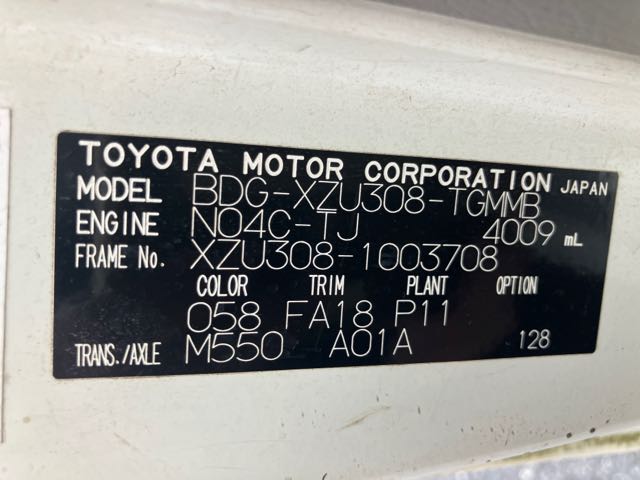 TOYOTA MOTOR CORPORATION JAPAN
MODEL BDG-XZU308-TGMMB
ENGINE N04C-TJ 4009 mL
FRAME No. XZU308-1003708
COLOR TRIM PLANT OPTION
058 FA18 P11
TRANS./AXLE M550 A01A 128